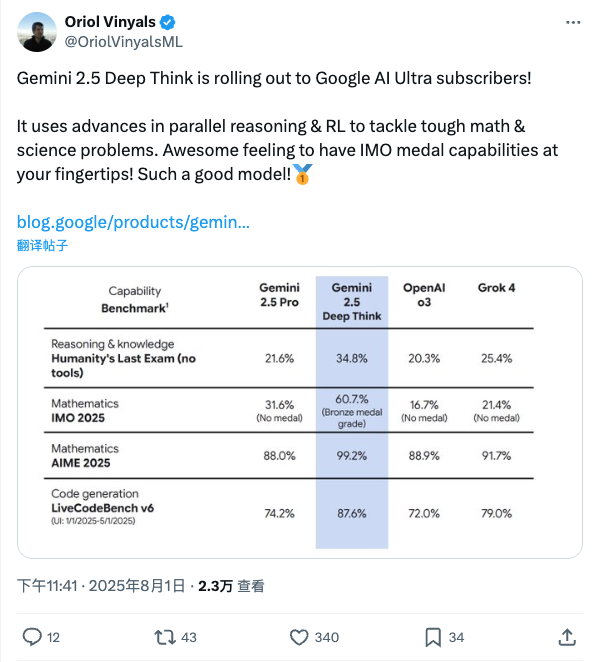 Oriol Vinyals
@OriolVinyalsML
Gemini 2.5 Deep Think is rolling out to Google AI Ultra subscribers!
It uses advances in parallel reasoning & RL to tackle tough math &
science problems. Awesome feeling to have IMO medal capabilities at
your fingertips! Such a good model!🥇
blog.google/products/gemin...
翻译帖子
Capability
Benchmark¹
Gemini
2.5 Pro
Gemini
2.5
Deep Think
OpenAI
o3
Grok 4
Reasoning & knowledge
Humanity's Last Exam (no
tools)
21.6%
34.8%
20.3%
25.4%
Mathematics
IMO 2025
31.6%
(No medal)
60.7.%
(Bronze medal
grade)
16.7%
(No medal)
21.4%
(No medal)
Mathematics
AIME 2025
88.0%
99.2%
88.9%
91.7%
Code generation
LiveCodeBench v6
(UI: 1/1/2025-5/1/2025)
74.2%
87.6%
72.0%
79.0%
下午11:41 · 2025年8月1日 · 2.3万 查看
12
43
340
34